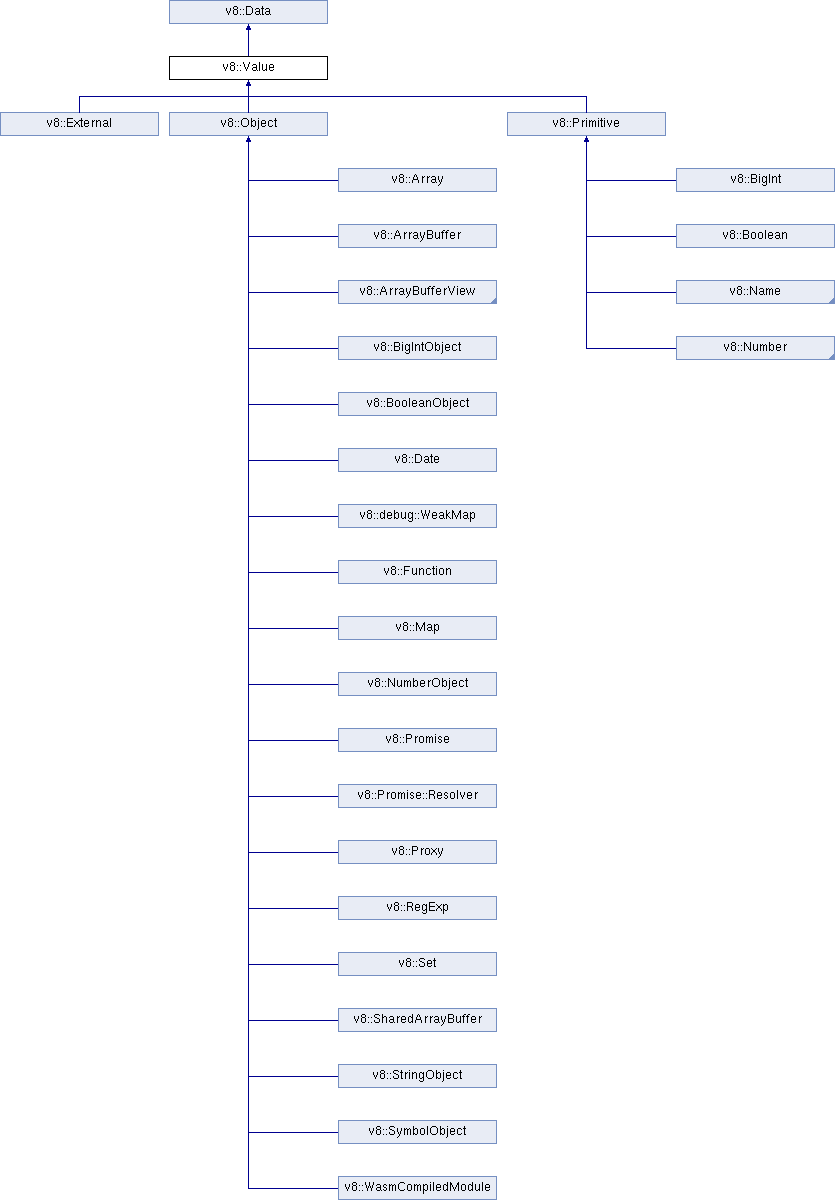 v8::Data
v8::Value
v8::External
v8::Object
v8::Primitive
v8::Array
v8::BigInt
v8::ArrayBuffer
v8::Boolean
v8::ArrayBufferView
v8::Name
v8::BigIntObject
v8::Number
v8::BooleanObject
v8::Date
v8::debug::WeakMap
v8::Function
v8::Map
v8::NumberObject
v8::Promise
v8::Promise::Resolver
v8::Proxy
v8::RegExp
v8::Set
v8::SharedArrayBuffer
v8::StringObject
v8::SymbolObject
v8::WasmCompiledModule